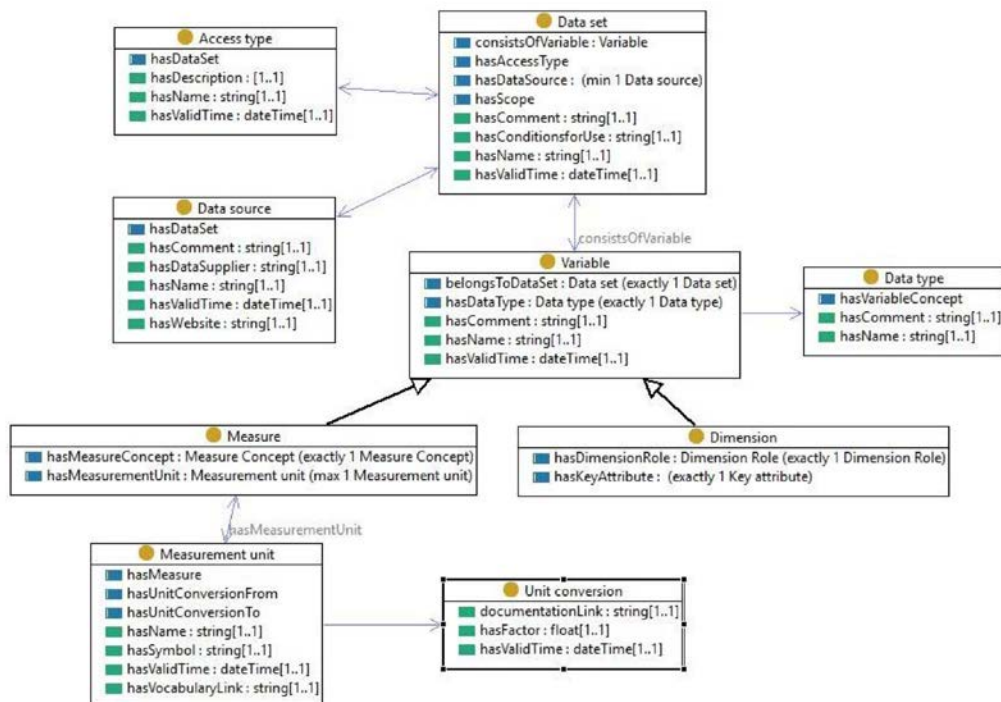 Access type
hasDataSet
hasDescription : [1..1]
hasName : string[1..1]
hasValidTime : dateTime[1..1]
Data set
consistsOfVariable : Variable
hasAccessType
hasDataSource : (min 1 Data source)
hasScope
hasComment : string[1..1]
hasConditionsforUse : string[1..1]
hasName : string[1..1]
hasValidTime : dateTime[1..1]
Data source
hasDataSet
hasComment : string[1..1]
hasDataSupplier : string[1..1]
hasName : string[1..1]
hasValidTime : dateTime[1..1]
hasWebsite : string[1..1]
consistsOfVariable
Variable
belongsToDataSet : Data set (exactly 1 Data set)
hasDataType : Data type (exactly 1 Data type)
hasComment : string[1..1]
hasName : string[1..1]
hasValidTime : dateTime[1..1]
Data type
hasVariableConcept
hasComment : string[1..1]
hasName : string[1..1]
Measure
hasMeasureConcept : Measure Concept (exactly 1 Measure Concept)
hasMeasurementUnit : Measurement unit (max 1 Measurement unit)
Dimension
hasDimensionRole : Dimension Role (exactly 1 Dimension Role)
hasKeyAttribute : (exactly 1 Key attribute)
hasMeasurementUnit
Measurement unit
hasMeasure
hasUnitConversionFrom
hasUnitConversionTo
hasName : string[1..1]
hasSymbol : string[1..1]
hasValidTime : dateTime[1..1]
hasVocabularyLink : string[1..1]
Unit conversion
documentationLink : string[1..1]
hasFactor : float[1..1]
hasValidTime : dateTime[1..1]